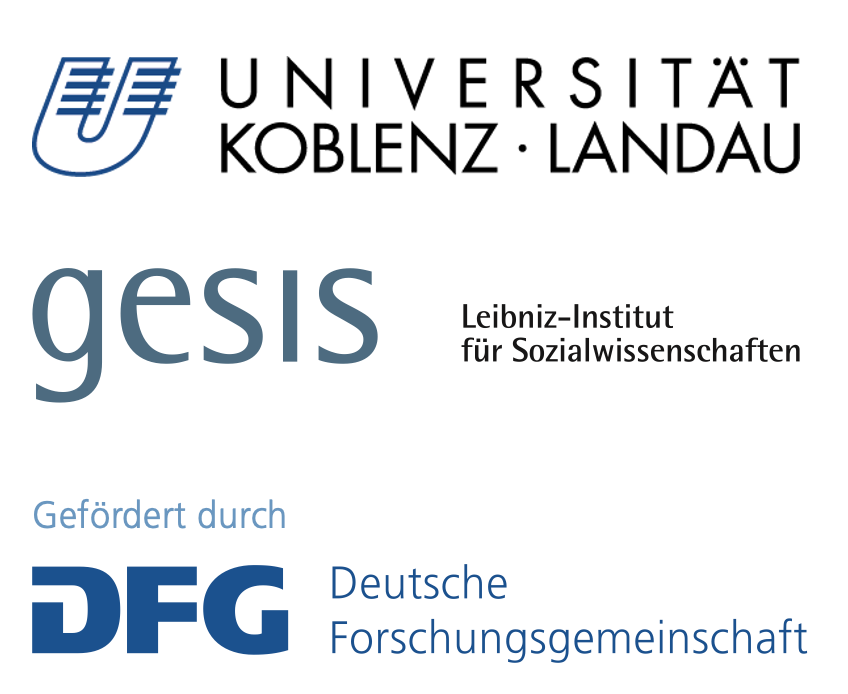 UNIVERSITÄT
KOBLENZ · LANDAU
gesis
Leibniz-Institut
für Sozialwissenschaften
Gefördert durch
DFG
Deutsche
Forschungsgemeinschaft